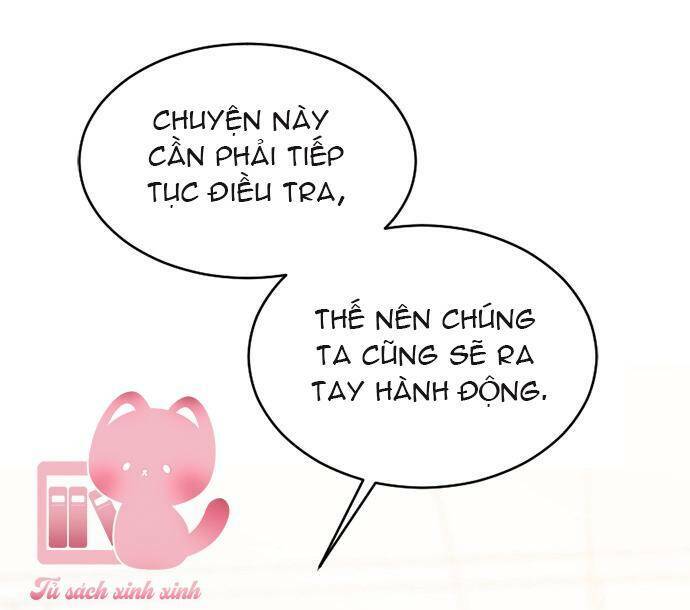 CHUYỆN NÀY
CẦN PHẢI TIẾP
TỤC ĐIỀU TRA,
THẾ NÊN CHÚNG
TA CŨNG SẼ RA
TAY HÀNH ĐỘNG.
Tủ sách xinh xinh